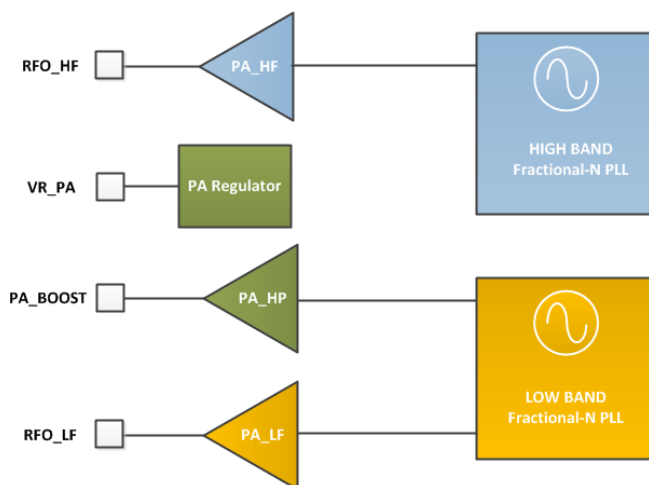 RFO_HF
PA_HF
HIGH BAND
Fractional-N PLL
VR_PA
PA Regulator
PA_BOOST
PA_HP
LOW BAND
Fractional-N PLL
RFO_LF
PA_LF